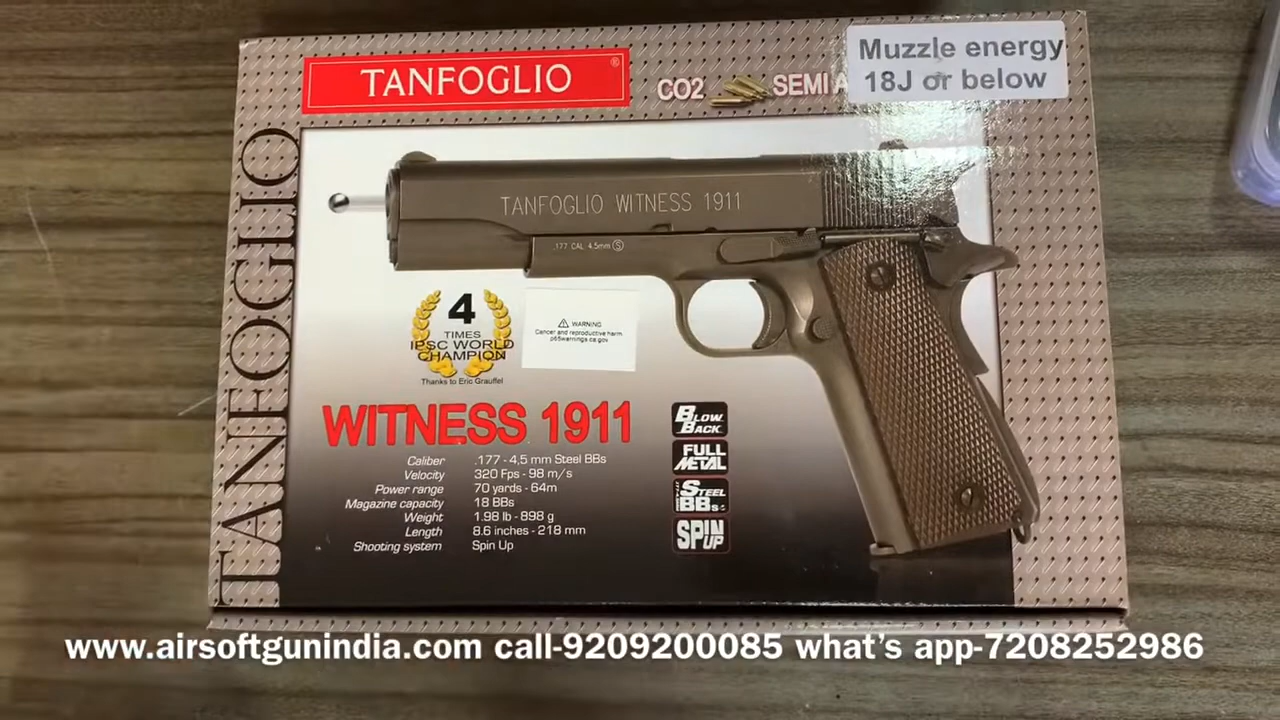 TANFOGLIO ®
CO2 SEMI A
Muzzle energy
18J or below
TANFOGLIO
TANFOGLIO WITNESS 1911
.177 CAL 4.5mm S
4
TIMES
IPSC WORLD
CHAMPION
Thanks to Eric Grauffel
WARNING
Cancer and reproductive harm
p65warnings.ca.gov
WITNESS 1911
Caliber .177 - 4,5 mm Steel BBs
Velocity 320 Fps - 98 m/s
Power range 70 yards - 64m
Magazine capacity 18 BBs
Weight 1.98 lb - 898 g
Length 8.6 inches - 218 mm
Shooting system Spin Up
BLOW
BACK
FULL
METAL
STEEL
BBs
SPIN
UP
www.airsoftgunindia.com call-9209200085 what's app-7208252986